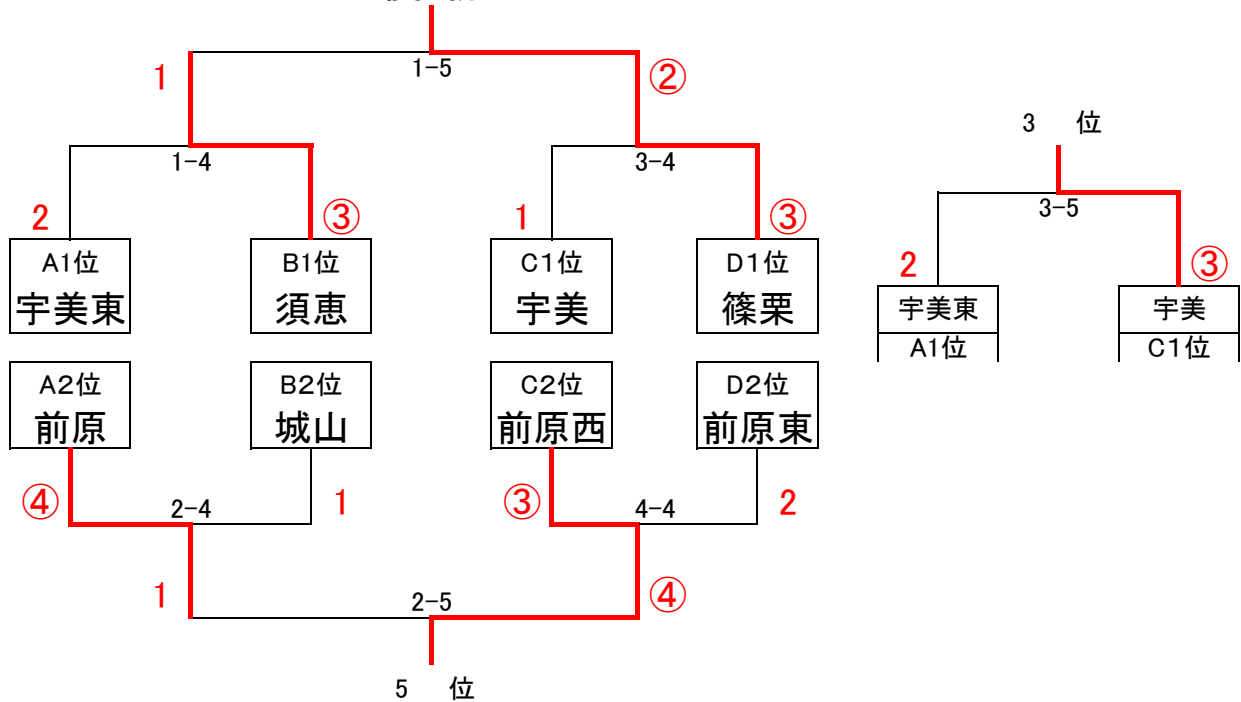 1
1-5
②
1-4
3-4
2
③
1
③
A1位
宇美東
B1位
須恵
C1位
宇美
D1位
篠栗
A2位
前原
B2位
城山
C2位
前原西
D2位
前原東
④
2-4
1
③
4-4
2
1
2-5
④
5 位
3 位
3-5
2
③
宇美東
A1位
宇美
C1位